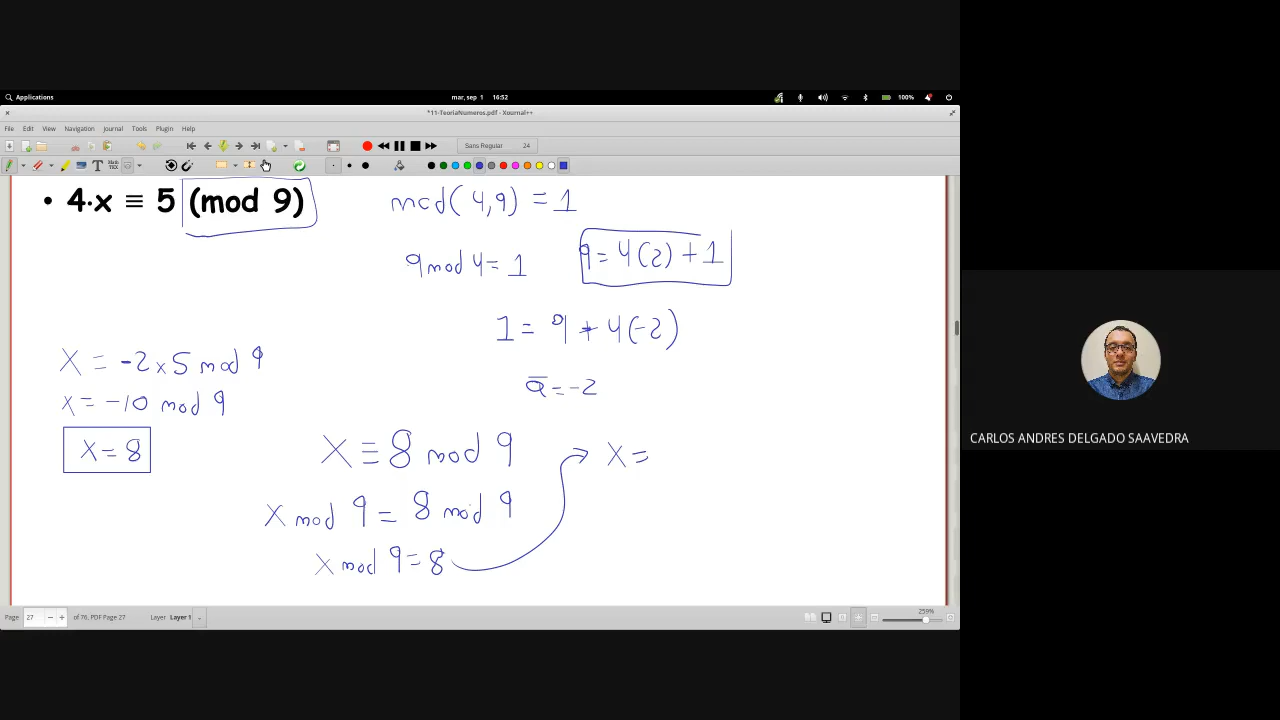 Applications
mar, sep 1 16:52
100%
*11-TeoriaNumeros.pdf - Xournal++
File Edit View Navigation Journal Tools Plugin Help
Sans Regular 24
• 4·x ≡ 5 (mod 9)
mcd(4,9) = 1
9 mod 4 = 1
9 = 4(2) + 1
1 = 9 + 4(-2)
X = -2 x 5 mod 9
ā = -2
x = -10 mod 9
X = 8
X ≡ 8 mod 9
X =
X mod 9 = 8 mod 9
X mod 9 = 8
CARLOS ANDRES DELGADO SAAVEDRA
Page 27 of 76, PDF Page 27 Layer Layer 1
259%